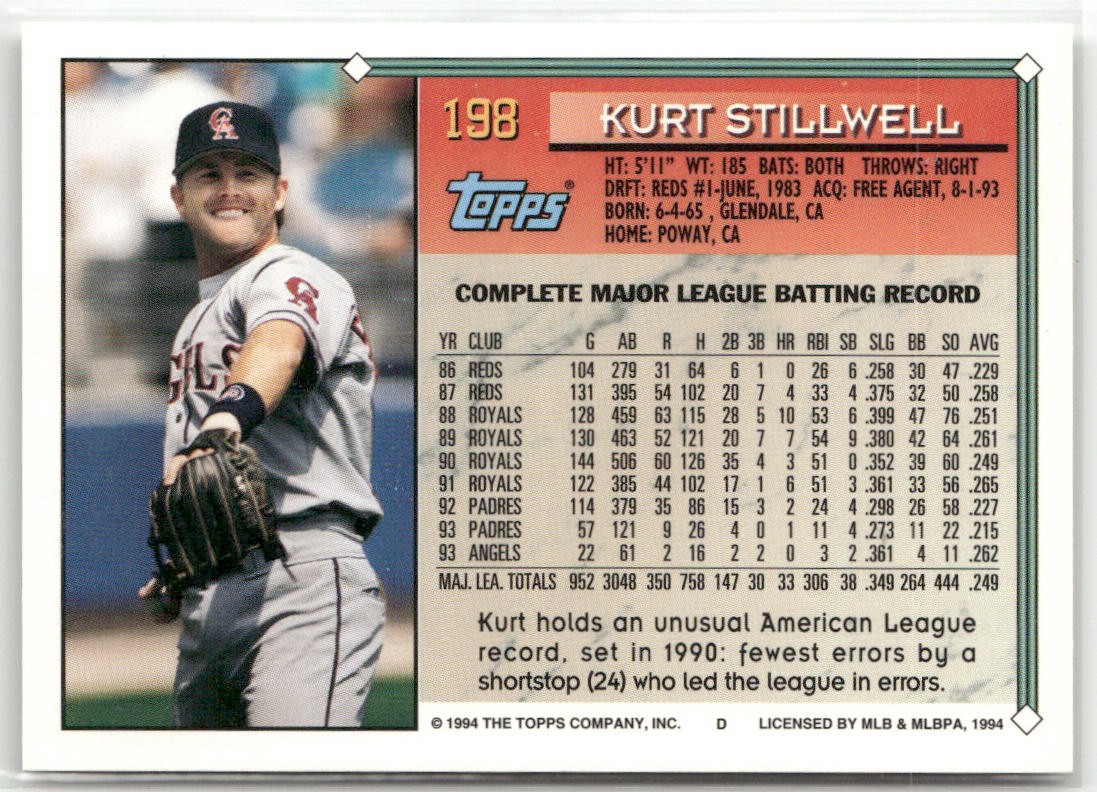 198
KURT STILLWELL
HT: 5'11" WT: 185 BATS: BOTH THROWS: RIGHT
DRFT: REDS #1-JUNE, 1983 ACQ: FREE AGENT, 8-1-93
BORN: 6-4-65 , GLENDALE, CA
HOME: POWAY, CA
Topps®
CA
CA
COMPLETE MAJOR LEAGUE BATTING RECORD
YR CLUB G AB R H 2B 3B HR RBI SB SLG BB SO AVG
86 REDS 104 279 31 64 6 1 0 26 6 .258 30 47 .229
87 REDS 131 395 54 102 20 7 4 33 4 .375 32 50 .258
88 ROYALS 128 459 63 115 28 5 10 53 6 .399 47 76 .251
89 ROYALS 130 463 52 121 20 7 7 54 9 .380 42 64 .261
90 ROYALS 144 506 60 126 35 4 3 51 0 .352 39 60 .249
91 ROYALS 122 385 44 102 17 1 6 51 3 .361 33 56 .265
92 PADRES 114 379 35 86 15 3 2 24 4 .298 26 58 .227
93 PADRES 57 121 9 26 4 0 1 11 4 .273 11 22 .215
93 ANGELS 22 61 2 16 2 2 0 3 2 .361 4 11 .262
MAJ. LEA. TOTALS 952 3048 350 758 147 30 33 306 38 .349 264 444 .249
Kurt holds an unusual American League
record, set in 1990: fewest errors by a
shortstop (24) who led the league in errors.
© 1994 THE TOPPS COMPANY, INC. D LICENSED BY MLB & MLBPA, 1994